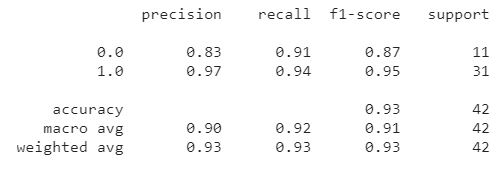 precision recall f1-score support
0.0 0.83 0.91 0.87 11
1.0 0.97 0.94 0.95 31
accuracy 0.93 42
macro avg 0.90 0.92 0.91 42
weighted avg 0.93 0.93 0.93 42